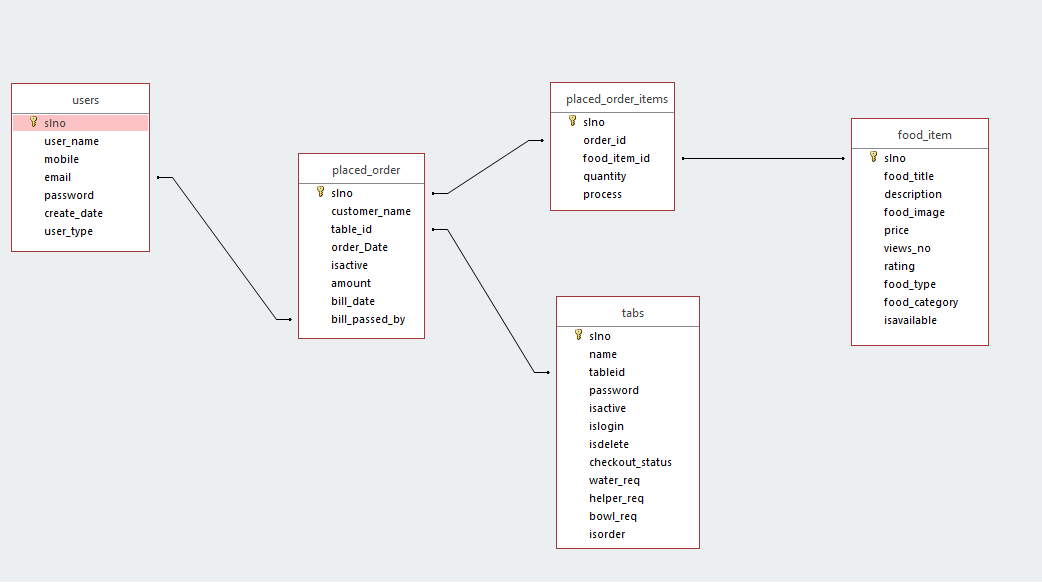 users
slno
user_name
mobile
email
password
create_date
user_type
placed_order
slno
customer_name
table_id
order_Date
isactive
amount
bill_date
bill_passed_by
placed_order_items
slno
order_id
food_item_id
quantity
process
tabs
slno
name
tableid
password
isactive
islogin
isdelete
checkout_status
water_req
helper_req
bowl_req
isorder
food_item
slno
food_title
description
food_image
price
views_no
rating
food_type
food_category
isavailable